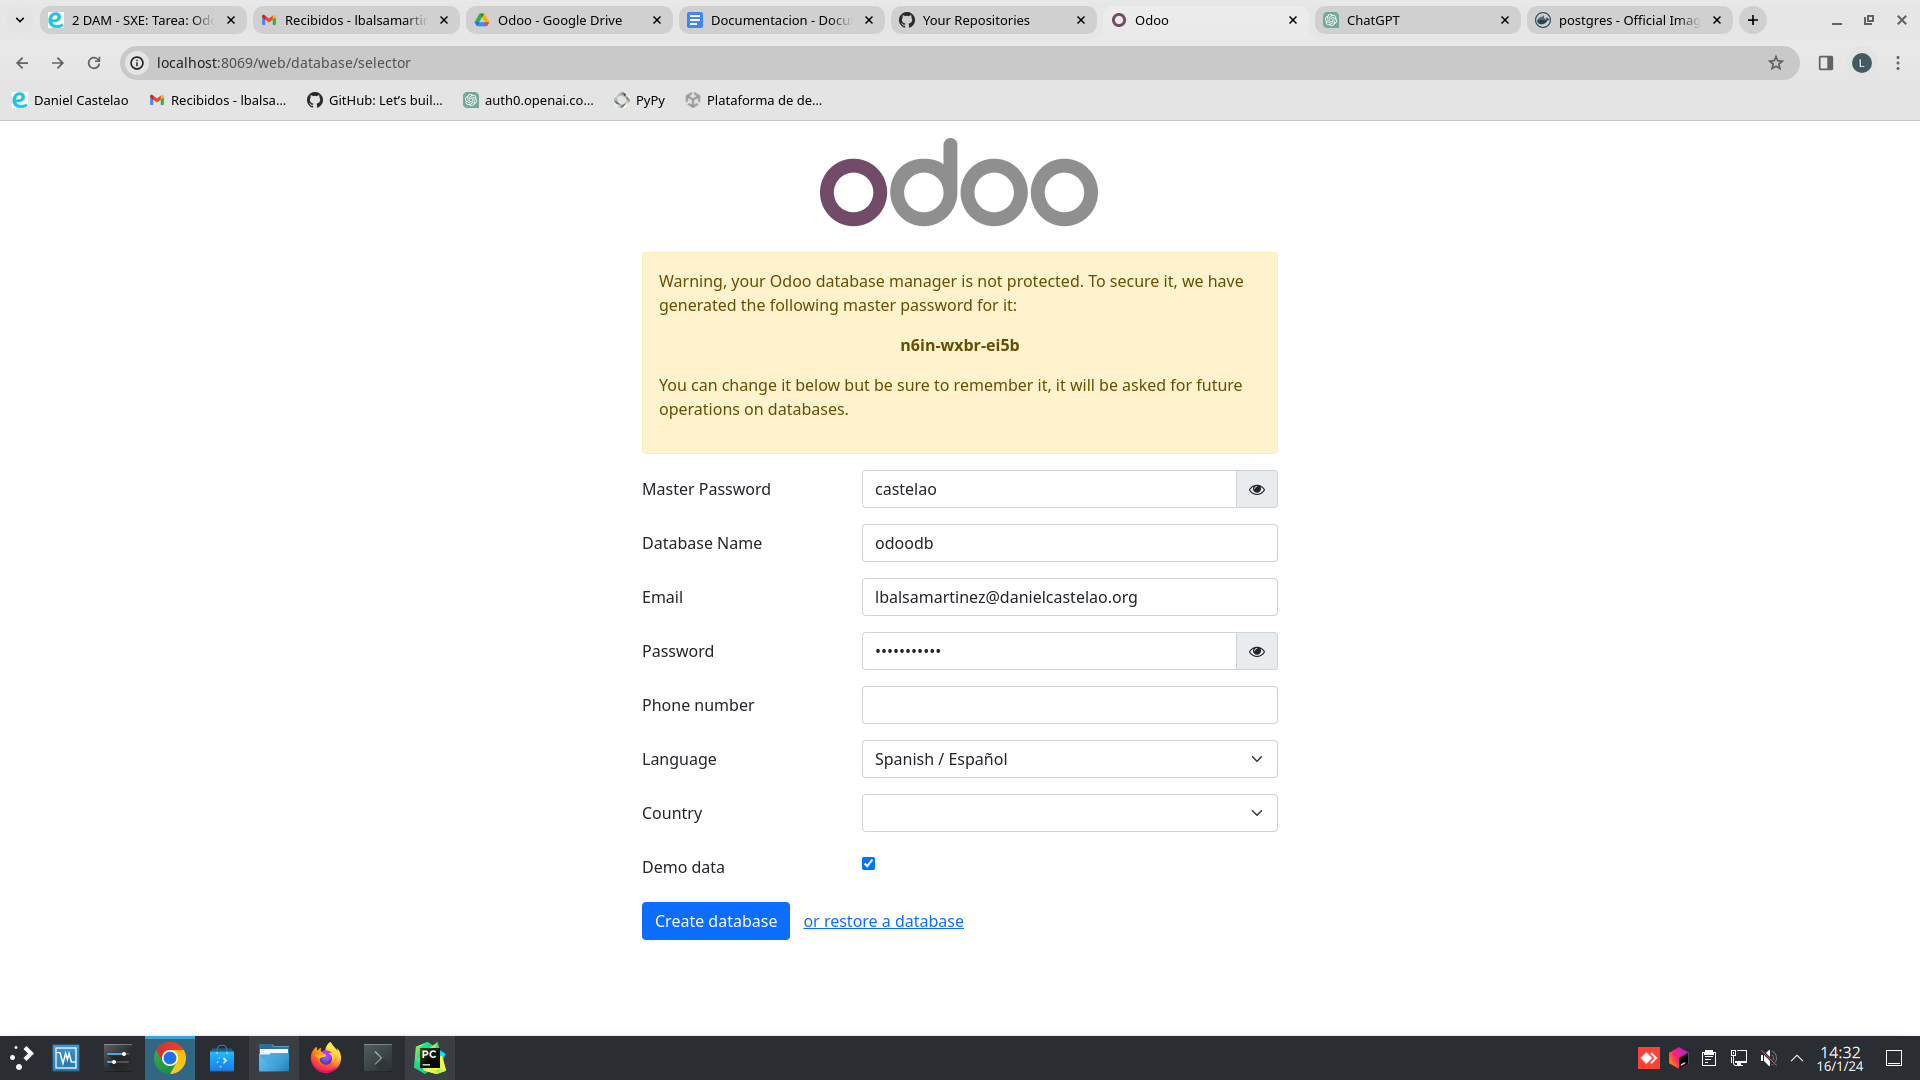 2 DAM - SXE: Tarea: Od
Recibidos - lbalsamartin
Odoo - Google Drive
Documentacion - Docu
Your Repositories
Odoo
ChatGPT
postgres - Official Imag
localhost:8069/web/database/selector
L
Daniel Castelao
Recibidos - lbalsa...
GitHub: Let's buil...
auth0.openai.co...
PyPy
Plataforma de de...
odoo
Warning, your Odoo database manager is not protected. To secure it, we have
generated the following master password for it:
n6in-wxbr-ei5b
You can change it below but be sure to remember it, it will be asked for future
operations on databases.
Master Password
castelao
Database Name
odoodb
Email
lbalsamartinez@danielcastelao.org
Password
•••••••••••
Phone number
Language
Spanish / Español
Country
Demo data
Create database
or restore a database
PC
14:32
16/1/24